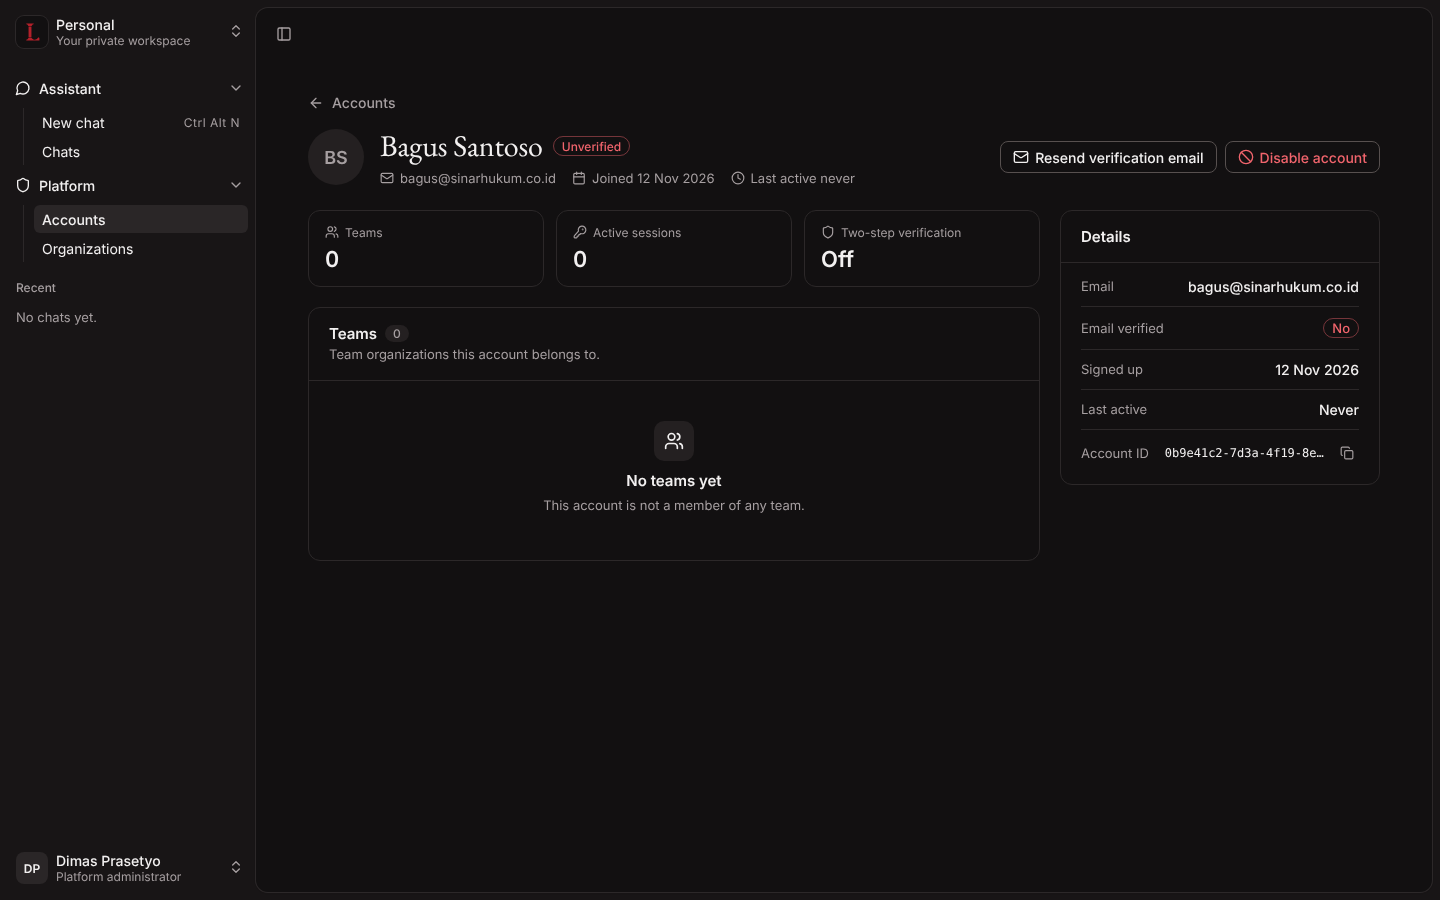 L
Personal
Your private workspace
Assistant
New chat
Ctrl Alt N
Chats
Platform
Accounts
Organizations
Recent
No chats yet.
DP
Dimas Prasetyo
Platform administrator
Accounts
BS
Bagus Santoso
Unverified
bagus@sinarhukum.co.id
Joined 12 Nov 2026
Last active never
Resend verification email
Disable account
Teams
0
Active sessions
0
Two-step verification
Off
Teams 0
Team organizations this account belongs to.
No teams yet
This account is not a member of any team.
Details
Email
bagus@sinarhukum.co.id
Email verified
No
Signed up
12 Nov 2026
Last active
Never
Account ID
0b9e41c2-7d3a-4f19-8e…